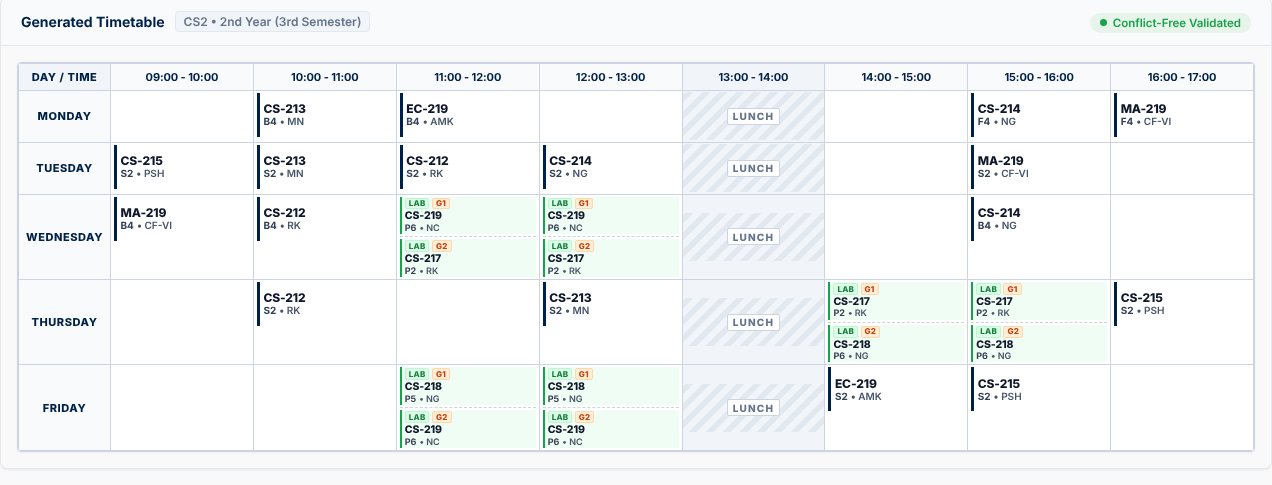 Generated Timetable CS2 • 2nd Year (3rd Semester) Conflict-Free Validated
DAY / TIME 09:00 - 10:00 10:00 - 11:00 11:00 - 12:00 12:00 - 13:00 13:00 - 14:00 14:00 - 15:00 15:00 - 16:00 16:00 - 17:00
MONDAY
CS-213
B4 • MN
EC-219
B4 • AMK
LUNCH
CS-214
F4 • NG
MA-219
F4 • CF-VI
TUESDAY
CS-215
S2 • PSH
CS-213
S2 • MN
CS-212
S2 • RK
CS-214
S2 • NG
LUNCH
MA-219
S2 • CF-VI
WEDNESDAY
MA-219
B4 • CF-VI
CS-212
B4 • RK
LAB G1
CS-219
P6 • NC
LAB G2
CS-217
P2 • RK
LAB G1
CS-219
P6 • NC
LAB G2
CS-217
P2 • RK
LUNCH
CS-214
B4 • NG
THURSDAY
CS-212
S2 • RK
CS-213
S2 • MN
LUNCH
LAB G1
CS-217
P2 • RK
LAB G2
CS-218
P6 • NG
LAB G1
CS-217
P2 • RK
LAB G2
CS-218
P6 • NG
CS-215
S2 • PSH
FRIDAY
LAB G1
CS-218
P5 • NG
LAB G2
CS-219
P6 • NC
LAB G1
CS-218
P5 • NG
LAB G2
CS-219
P6 • NC
LUNCH
EC-219
S2 • AMK
CS-215
S2 • PSH